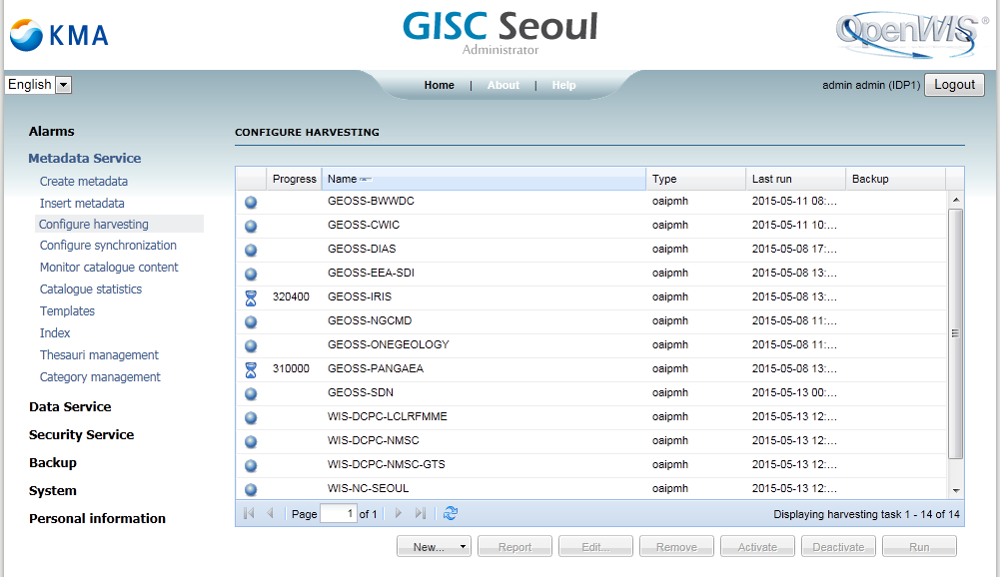 KMA
GISC Seoul
Administrator
OpenWIS ®
English
Home | About | Help
admin admin (IDP1) Logout
Alarms
Metadata Service
Create metadata
Insert metadata
Configure harvesting
Configure synchronization
Monitor catalogue content
Catalogue statistics
Templates
Index
Thesauri management
Category management
Data Service
Security Service
Backup
System
Personal information
CONFIGURE HARVESTING
Progress Name Type Last run Backup
GEOSS-BWWDC oaipmh 2015-05-11 08:...
GEOSS-CWIC oaipmh 2015-05-11 10:...
GEOSS-DIAS oaipmh 2015-05-08 17:...
GEOSS-EEA-SDI oaipmh 2015-05-08 13:...
320400 GEOSS-IRIS oaipmh 2015-05-08 13:...
GEOSS-NGCMD oaipmh 2015-05-08 11:...
GEOSS-ONEGEOLOGY oaipmh 2015-05-08 11:...
310000 GEOSS-PANGAEA oaipmh 2015-05-08 13:...
GEOSS-SDN oaipmh 2015-05-13 00:...
WIS-DCPC-LCLRFMME oaipmh 2015-05-13 12:...
WIS-DCPC-NMSC oaipmh 2015-05-13 12:...
WIS-DCPC-NMSC-GTS oaipmh 2015-05-13 12:...
WIS-NC-SEOUL oaipmh 2015-05-13 12:...
Page 1 of 1 Displaying harvesting task 1 - 14 of 14
New... Report Edit... Remove Activate Deactivate Run